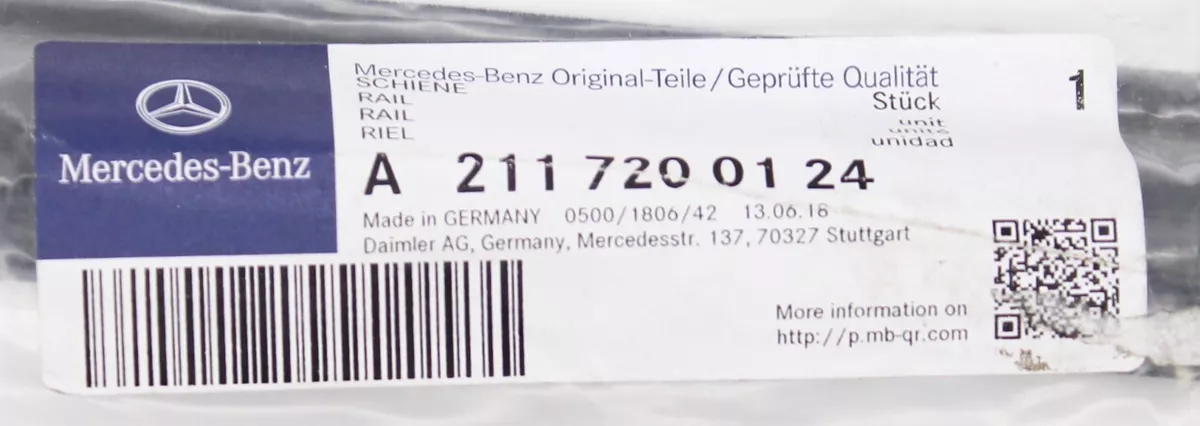 Mercedes-Benz
Mercedes-Benz Original-Teile/Geprüfte Qualität
SCHIENE
RAIL
RAIL
RIEL
Stück 1
unit
unité
unidad
A 211 720 01 24
Made in GERMANY 0500/1806/42 13.06.18
Daimler AG, Germany, Mercedesstr. 137, 70327 Stuttgart
More information on
http://p.mb-qr.com